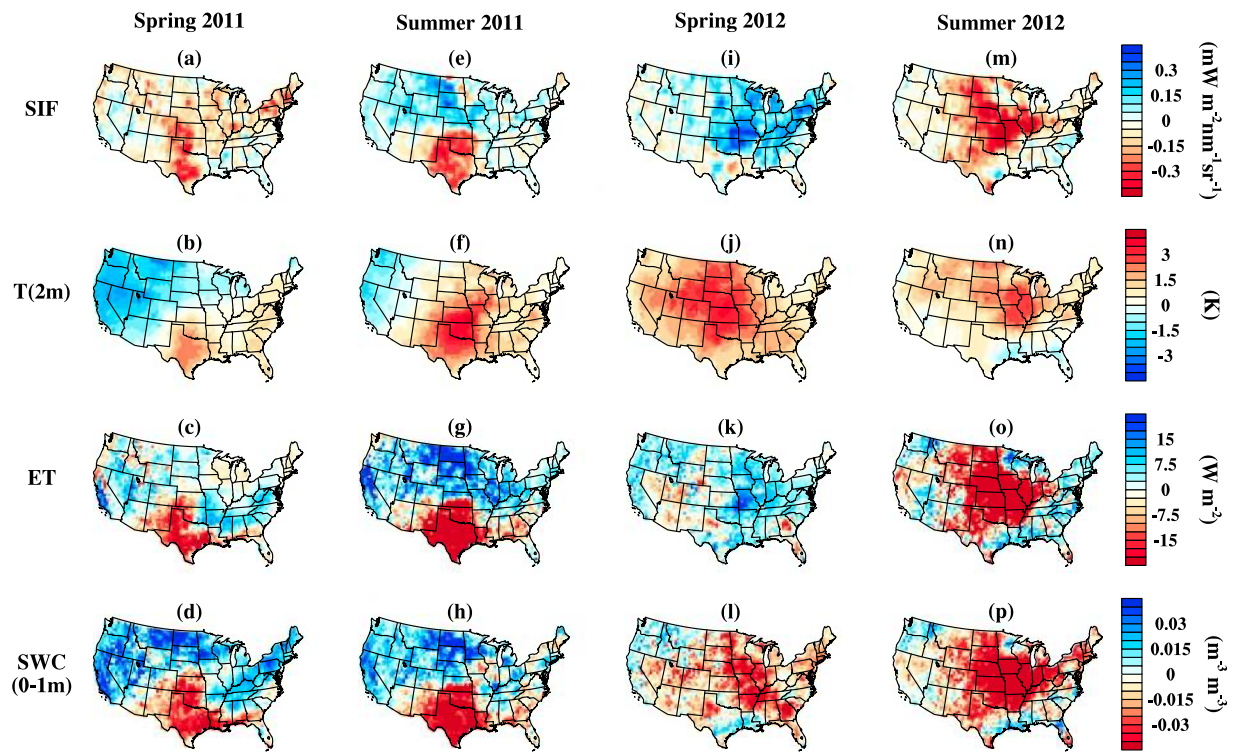 Spring 2011 Summer 2011 Spring 2012 Summer 2012
(a) (e) (i) (m)
SIF
0.3
0.15
0
-0.15
-0.3
(mW m⁻²nm⁻¹sr⁻¹)
(b) (f) (j) (n)
T(2m)
3
1.5
0
-1.5
-3
(K)
(c) (g) (k) (o)
ET
15
7.5
0
-7.5
-15
(W m⁻²)
(d) (h) (l) (p)
SWC
(0-1m)
0.03
0.015
0
-0.015
-0.03
(m³ m⁻³)